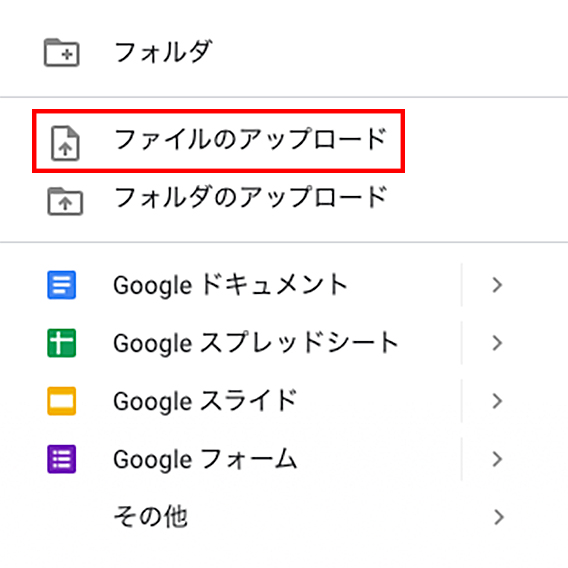 フォルダ
ファイルのアップロード
フォルダのアップロード
Google ドキュメント
Google スプレッドシート
Google スライド
Google フォーム
その他